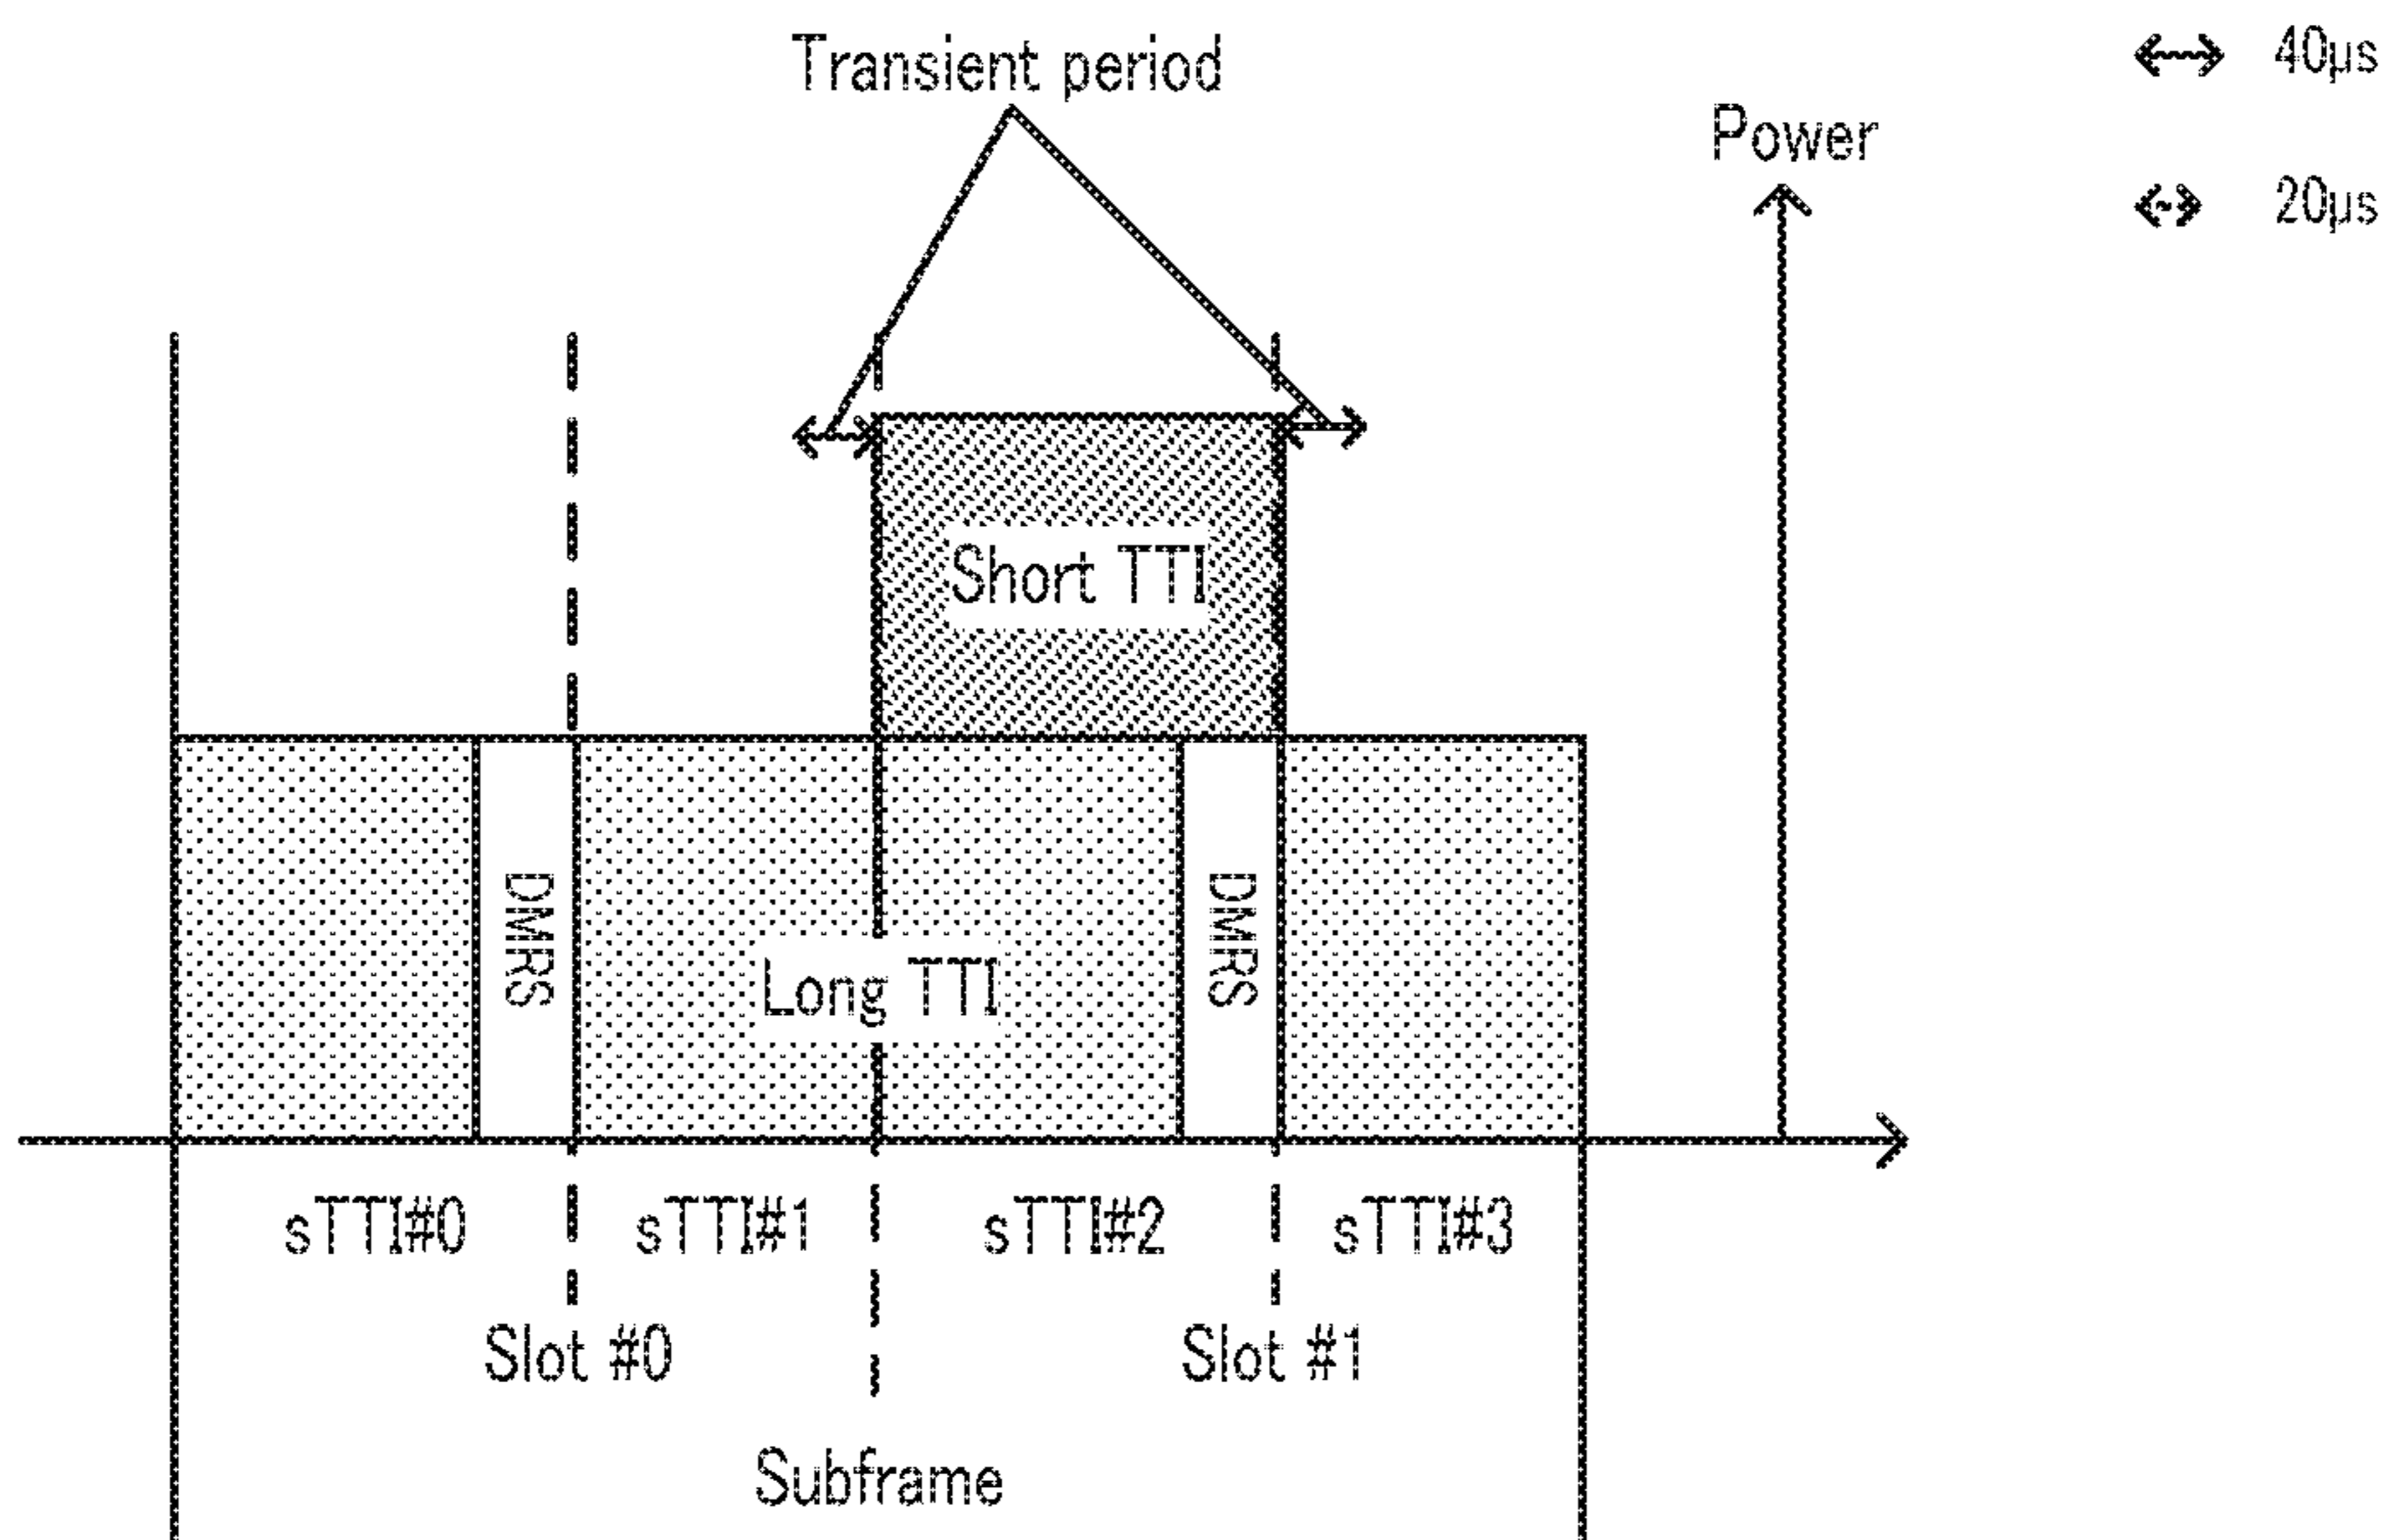 Transient period
40μs
Power
20μs
Short TTI
DMRS
DMRS
Long TTI
sTTI#0
sTTI#1
sTTI#2
sTTI#3
Slot #0
Slot #1
Subframe